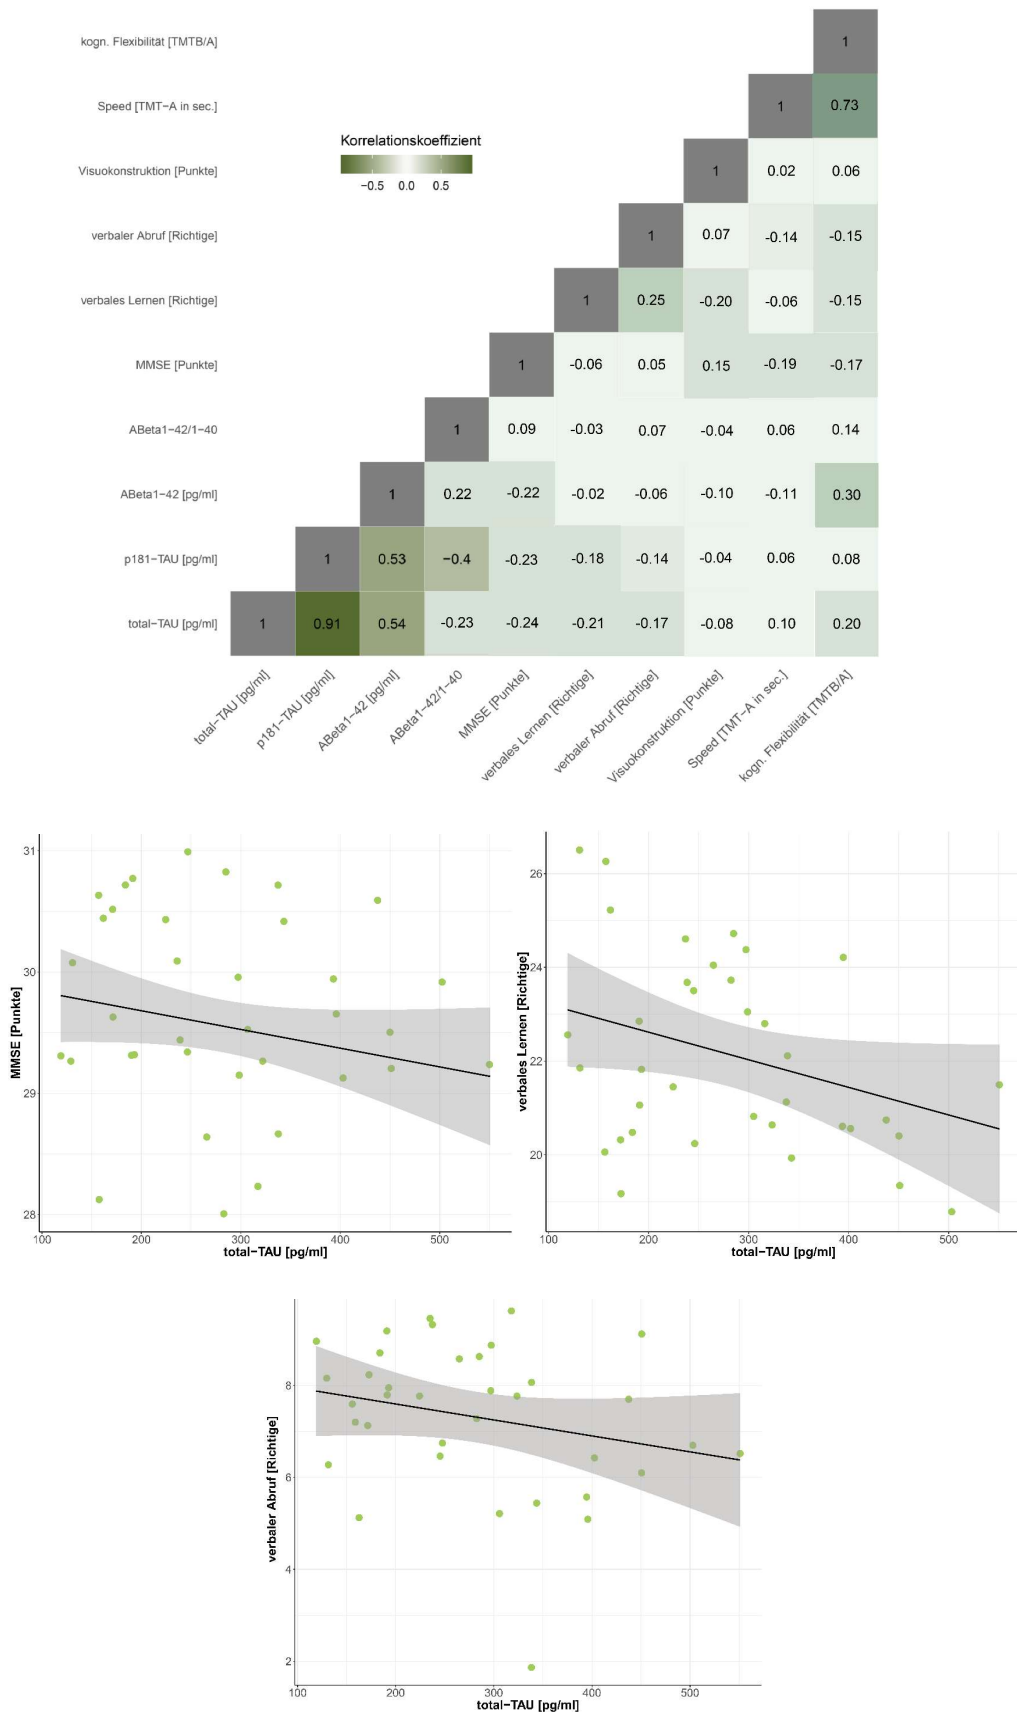 kogn. Flexibilität [TMTB/A]
1
Speed [TMT−A in sec.]
1 0.73
Korrelationskoeffizient
−0.5 0.0 0.5
Visuokonstruktion [Punkte]
1 0.02 0.06
verbaler Abruf [Richtige]
1 0.07 -0.14 -0.15
verbales Lernen [Richtige]
1 0.25 -0.20 -0.06 -0.15
MMSE [Punkte]
1 -0.06 0.05 0.15 -0.19 -0.17
ABeta1−42/1−40
1 0.09 -0.03 0.07 -0.04 0.06 0.14
ABeta1−42 [pg/ml]
1 0.22 -0.22 -0.02 -0.06 -0.10 -0.11 0.30
p181−TAU [pg/ml]
1 0.53 −0.4 -0.23 -0.18 -0.14 -0.04 0.06 0.08
total−TAU [pg/ml]
1 0.91 0.54 -0.23 -0.24 -0.21 -0.17 -0.08 0.10 0.20
total−TAU [pg/ml]
p181−TAU [pg/ml]
ABeta1−42 [pg/ml]
ABeta1−42/1−40
MMSE [Punkte]
verbales Lernen [Richtige]
verbaler Abruf [Richtige]
Visuokonstruktion [Punkte]
Speed [TMT−A in sec.]
kogn. Flexibilität [TMTB/A]
MMSE [Punkte]
31
30
29
28
100 200 300 400 500
total−TAU [pg/ml]
verbales Lernen [Richtige]
26
24
22
20
100 200 300 400 500
total−TAU [pg/ml]
verbaler Abruf [Richtige]
8
6
4
2
100 200 300 400 500
total−TAU [pg/ml]